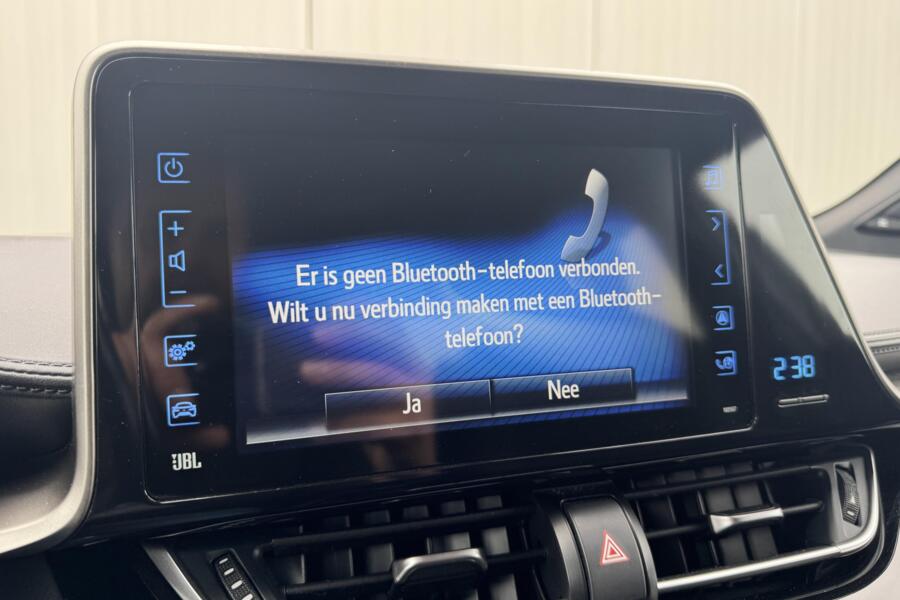 Er is geen Bluetooth-telefoon verbonden.
Wilt u nu verbinding maken met een Bluetooth-
telefoon?
Ja
Nee
2:38
JBL